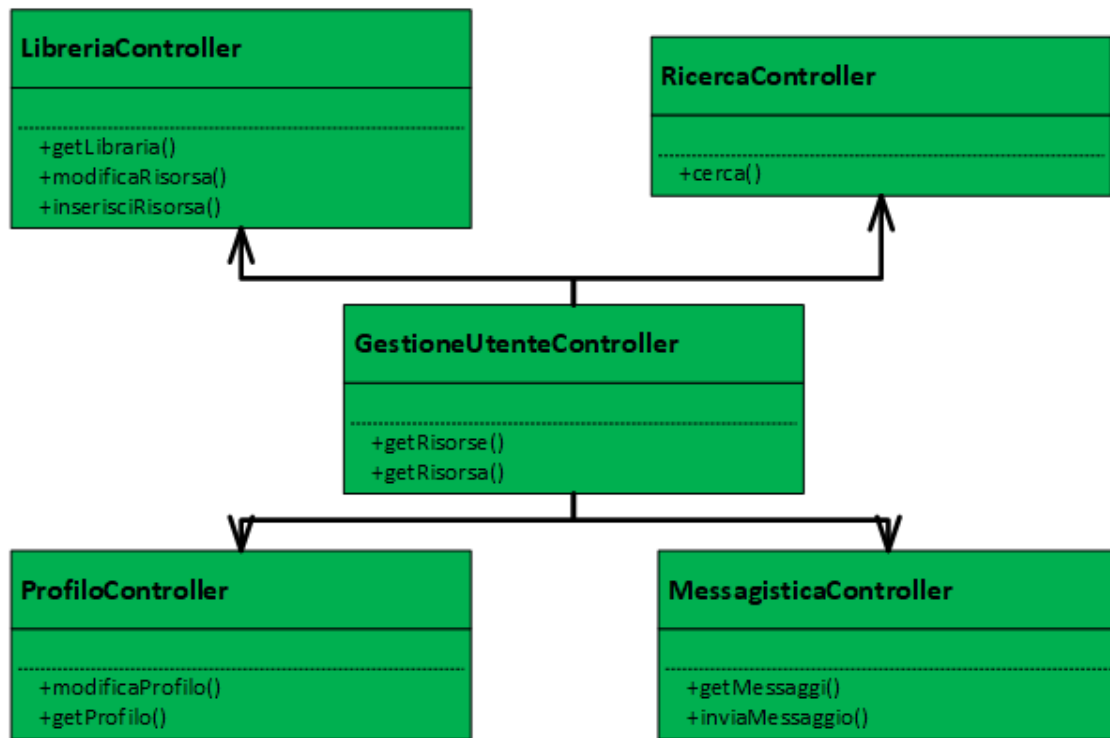 LibreriaController
+getLibraria()
+modificaRisorsa()
+inserisciRisorsa()
RicercaController
+cerca()
GestioneUtenteController
+getRisorse()
+getRisorsa()
ProfiloController
+modificaProfilo()
+getProfilo()
MessagisticaController
+getMessaggi()
+inviaMessaggio()